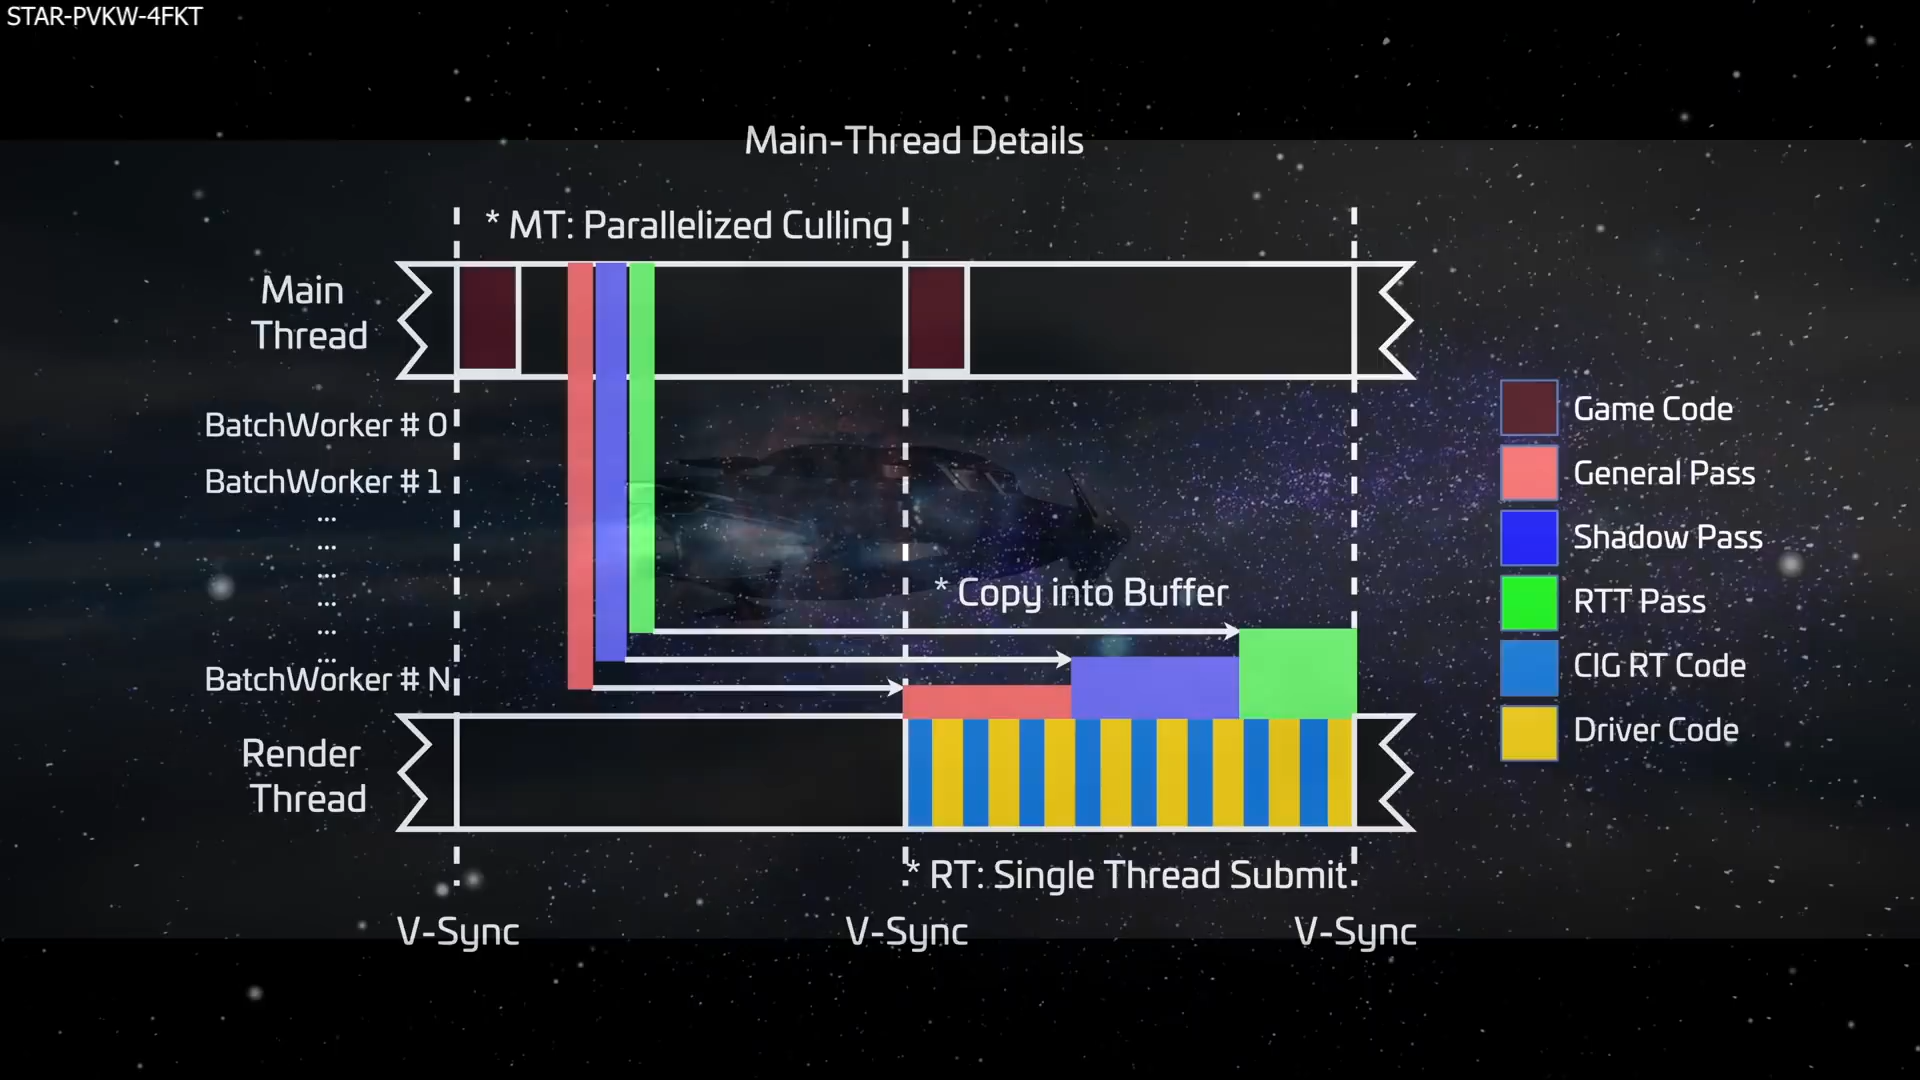 STAR-PVKW-4FKT
Main-Thread Details
* MT: Parallelized Culling
Main
Thread
BatchWorker # 0
BatchWorker # 1
...
...
...
...
...
...
BatchWorker # N
* Copy into Buffer
Render
Thread
* RT: Single Thread Submit
V-Sync
V-Sync
V-Sync
Game Code
General Pass
Shadow Pass
RTT Pass
CIG RT Code
Driver Code